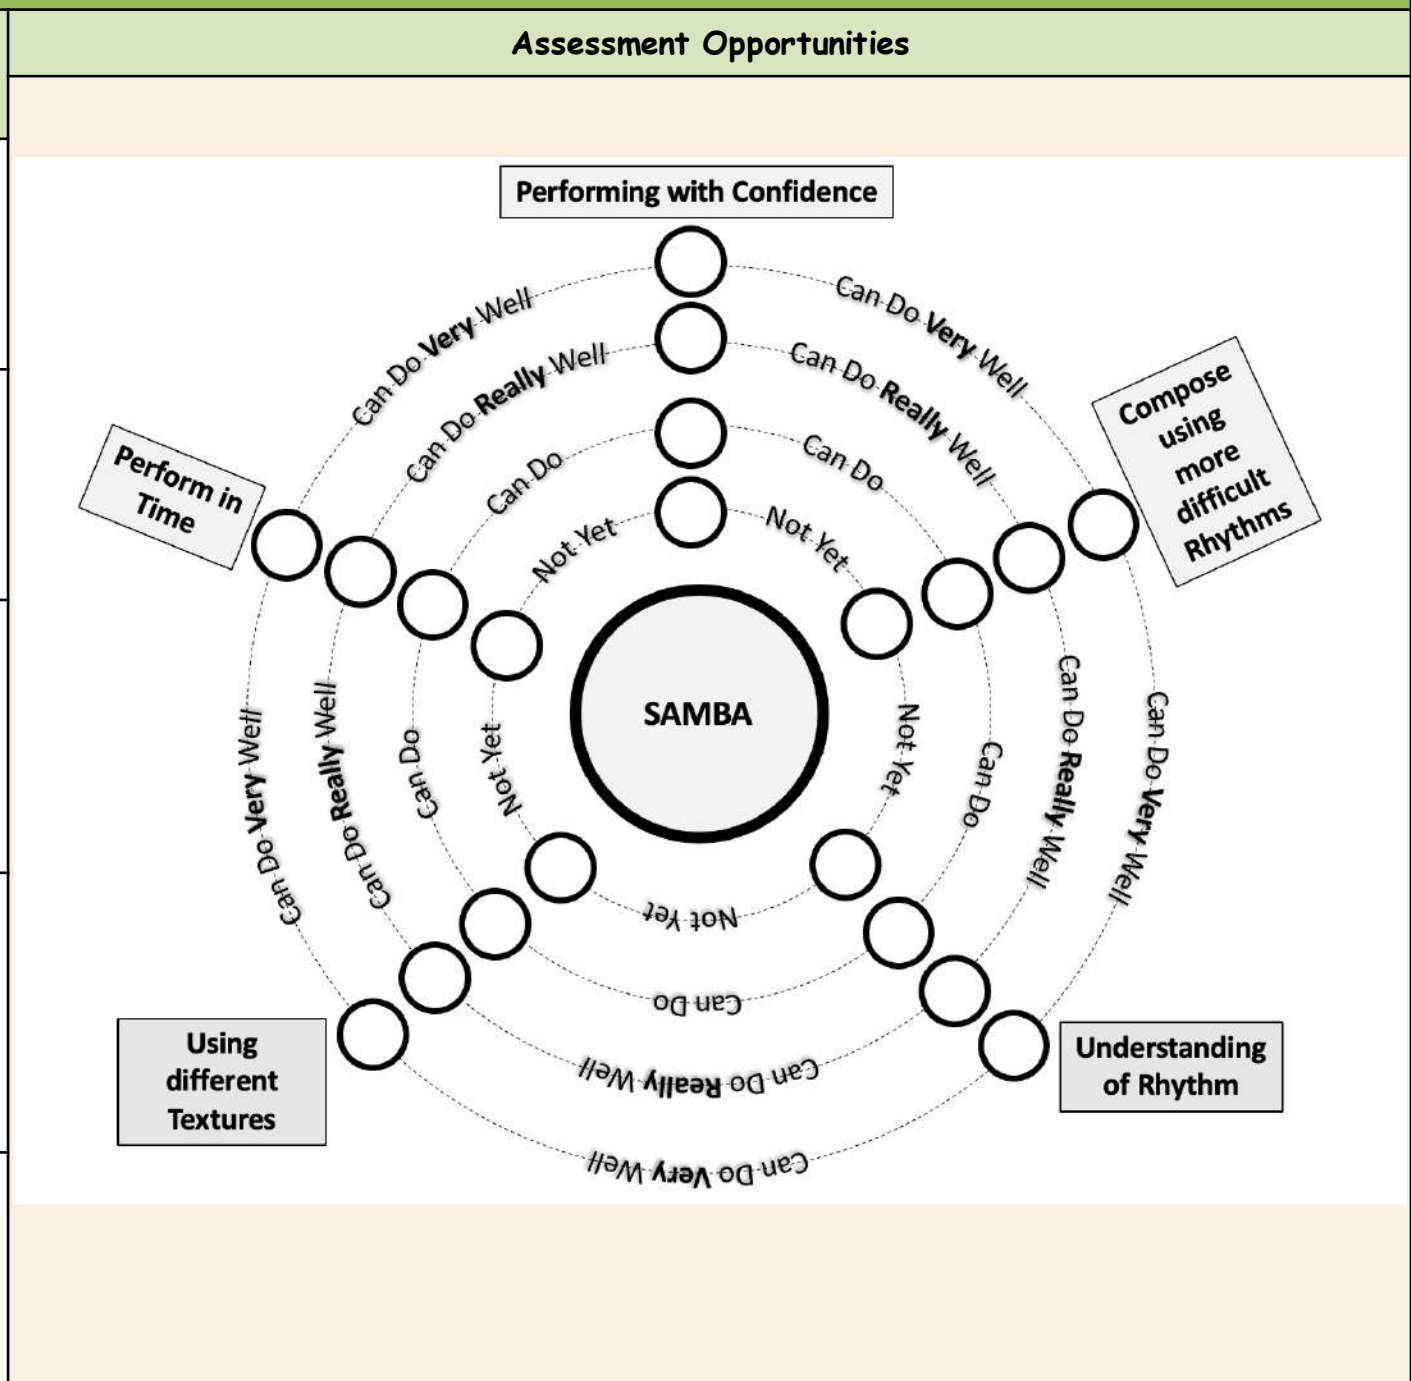 Assessment Opportunities
Performing with Confidence
Can Do Very Well
Can Do Very Well
Can Do Really Well
Can Do Really Well
Can Do
Can Do
Not Yet
Not Yet
Perform in
Time
Compose
using
more
difficult
Rhythms
SAMBA
Can Do Very Well
Can Do Really Well
Can Do
Not Yet
Not Yet
Can Do
Can Do Really Well
Can Do Very Well
Not Yet
Can Do
Can Do Really Well
Can Do Very Well
Using
different
Textures
Understanding
of Rhythm